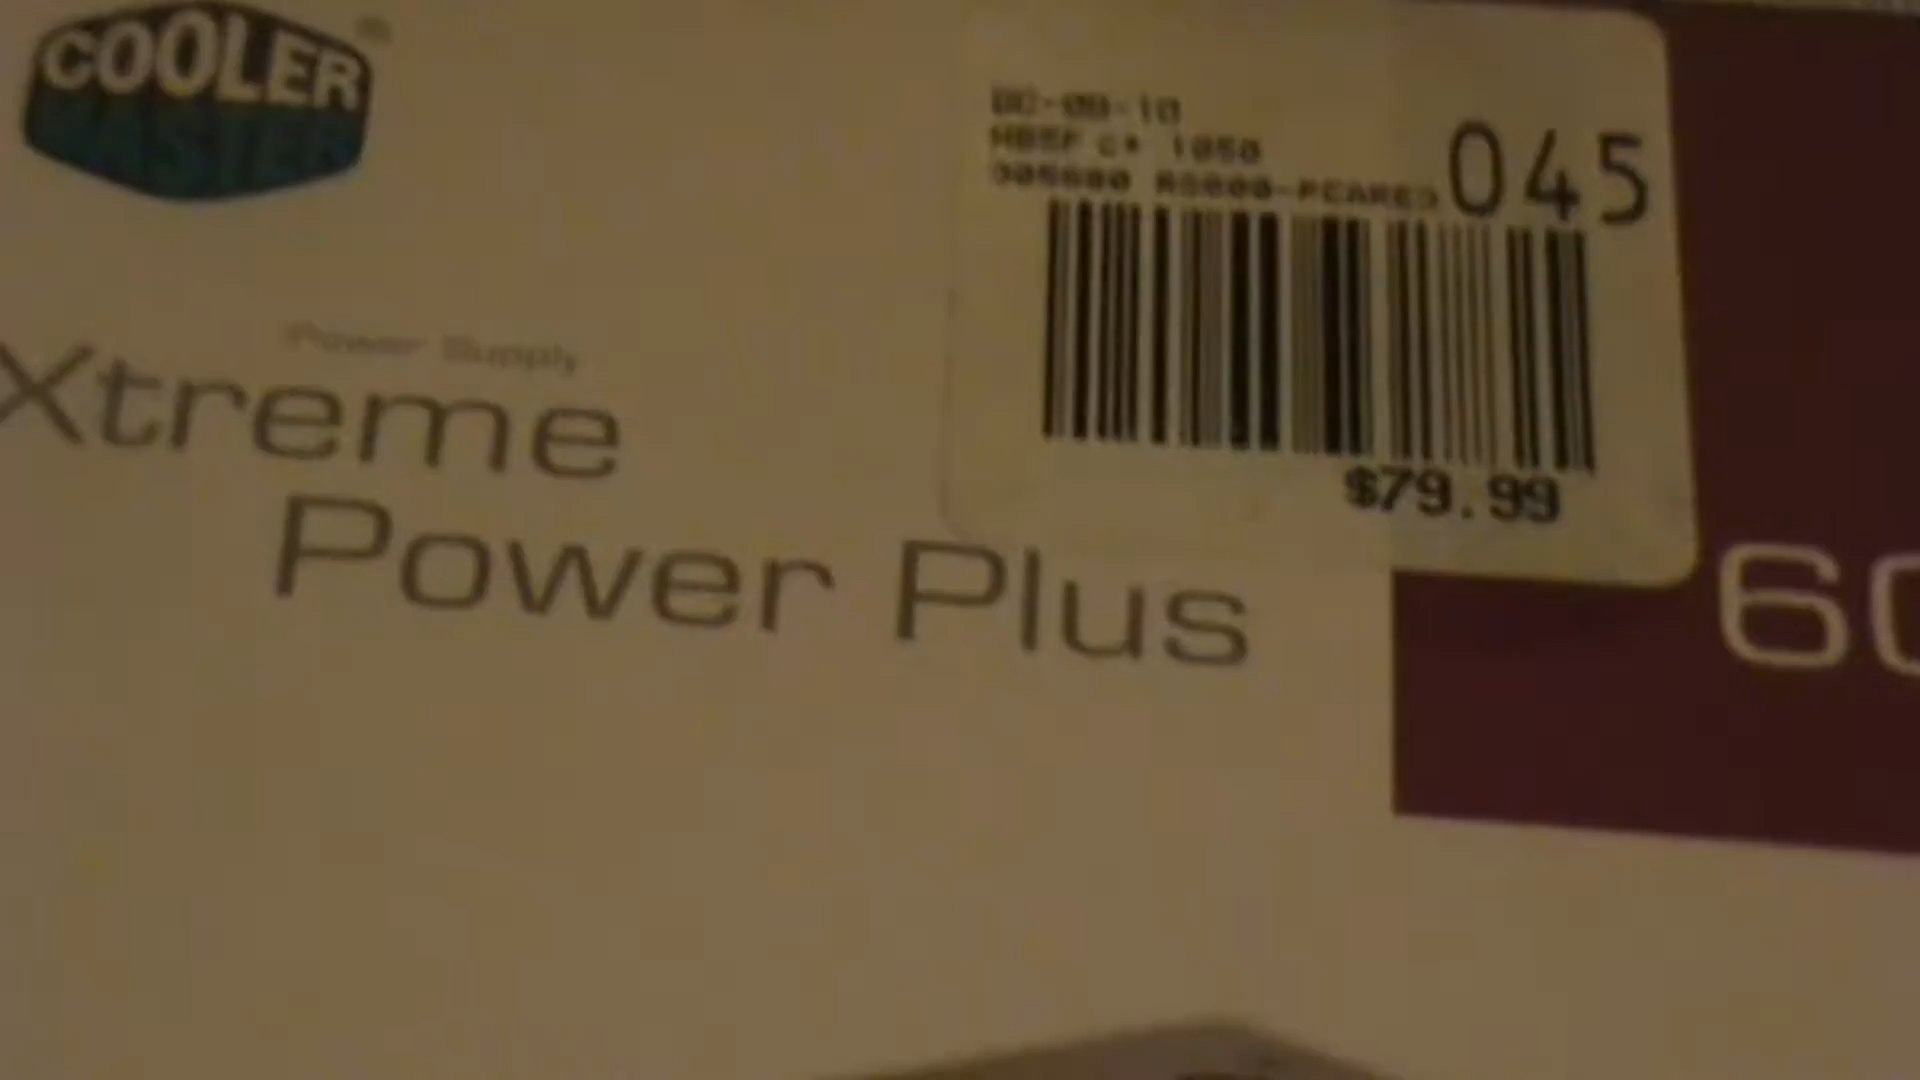 COOLER
MASTER
045
$79.99
Power Supply
Xtreme
Power Plus
60